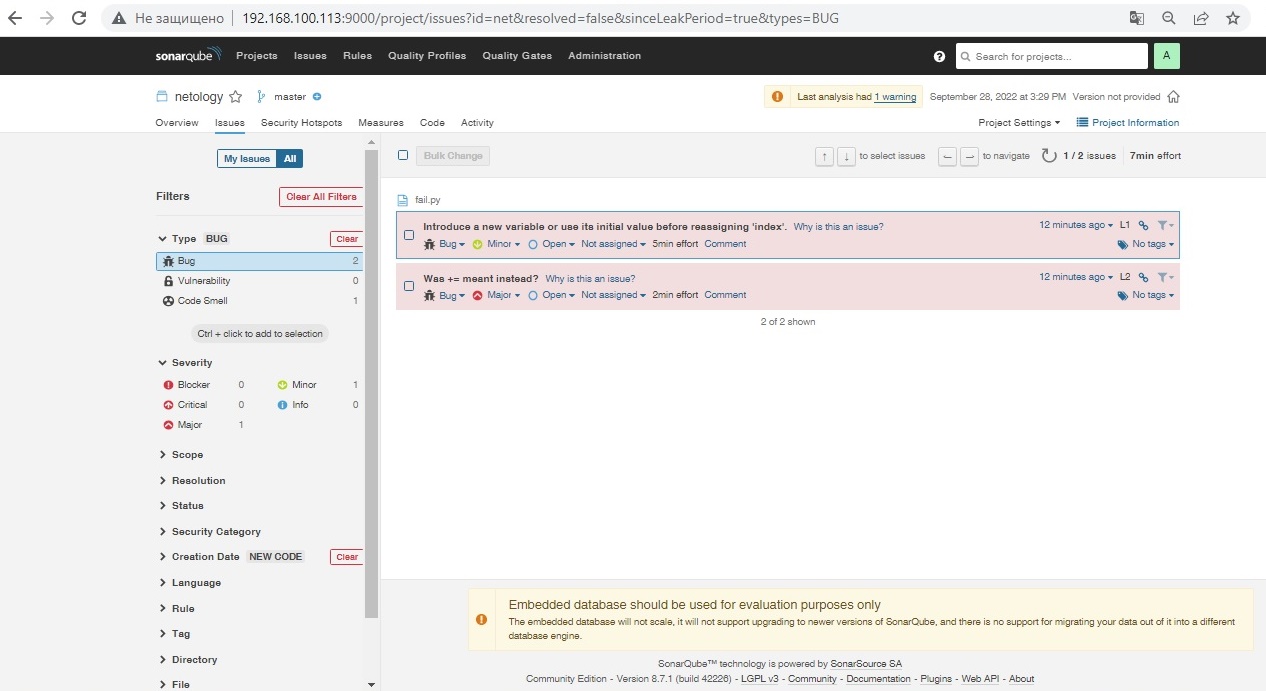 Не защищено | 192.168.100.113:9000/project/issues?id=net&resolved=false&sinceLeakPeriod=true&types=BUG
sonarqube Projects Issues Rules Quality Profiles Quality Gates Administration ? Search for projects... A
netology master Last analysis had 1 warning September 28, 2022 at 3:29 PM Version not provided
Overview Issues Security Hotspots Measures Code Activity Project Settings Project Information
My Issues All
Bulk Change ↑ ↓ to select issues ← → to navigate 1 / 2 issues 7min effort
Filters Clear All Filters
Type BUG Clear
Bug 2
Vulnerability 0
Code Smell 1
Ctrl + click to add to selection
Severity
Blocker 0 Minor 1
Critical 0 Info 0
Major 1
Scope
Resolution
Status
Security Category
Creation Date NEW CODE Clear
Language
Rule
Tag
Directory
File
fail.py
Introduce a new variable or use its initial value before reassigning 'index'. Why is this an issue? 12 minutes ago L1
Bug Minor Open Not assigned 5min effort Comment No tags
Was += meant instead? Why is this an issue? 12 minutes ago L2
Bug Major Open Not assigned 2min effort Comment No tags
2 of 2 shown
Embedded database should be used for evaluation purposes only
The embedded database will not scale, it will not support upgrading to newer versions of SonarQube, and there is no support for migrating your data out of it into a different
database engine.
SonarQube™ technology is powered by SonarSource SA
Community Edition - Version 8.7.1 (build 42226) - LGPL v3 - Community - Documentation - Plugins - Web API - About